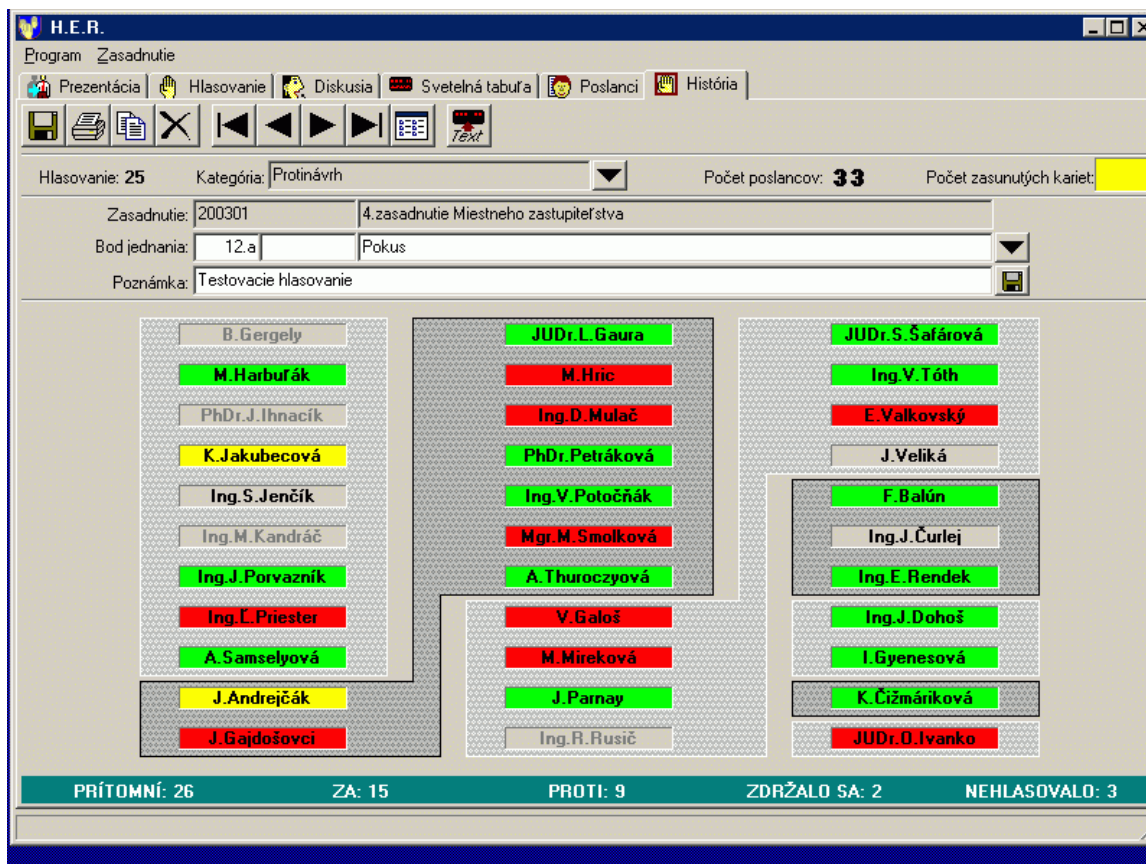 H.E.R.
Program Zasadnutie
Prezentácia Hlasovanie Diskusia Svetelná tabuľa Poslanci História
Text
Hlasovanie: 25 Kategória: Protinávrh Počet poslancov: 33 Počet zasunutých kariet:
Zasadnutie: 200301 4.zasadnutie Miestneho zastupiteľstva
Bod jednania: 12.a Pokus
Poznámka: Testovacie hlasovanie
B.Gergely JUDr.L.Gaura JUDr.S.Šafárová
M.Harbuľák M.Hric Ing.V.Tóth
PhDr.J.Ihnacík Ing.D.Mulač E.Valkovský
K.Jakubecová PhDr.Petráková J.Veliká
Ing.S.Jenčík Ing.V.Potočňák F.Balún
Ing.M.Kandráč Mgr.M.Smolková Ing.J.Čurlej
Ing.J.Porvazník A.Thuroczyová Ing.E.Rendek
Ing.Ľ.Priester V.Galoš Ing.J.Dohoš
A.Samselyová M.Mireková I.Gyenesová
J.Andrejčák J.Parnay K.Čižmáriková
J.Gajdošovci Ing.R.Rusič JUDr.O.Ivanko
PRÍTOMNÍ: 26 ZA: 15 PROTI: 9 ZDRŽALO SA: 2 NEHLASOVALO: 3